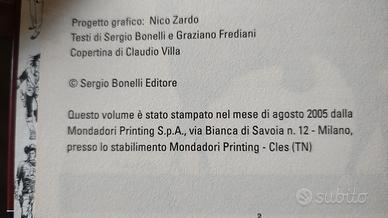 Progetto grafico: Nico Zardo
Testi di Sergio Bonelli e Graziano Frediani
Copertina di Claudio Villa
© Sergio Bonelli Editore
Questo volume è stato stampato nel mese di agosto 2005 dalla
Mondadori Printing S.p.A., via Bianca di Savoia n. 12 - Milano,
presso lo stabilimento Mondadori Printing - Cles (TN)
2
subito